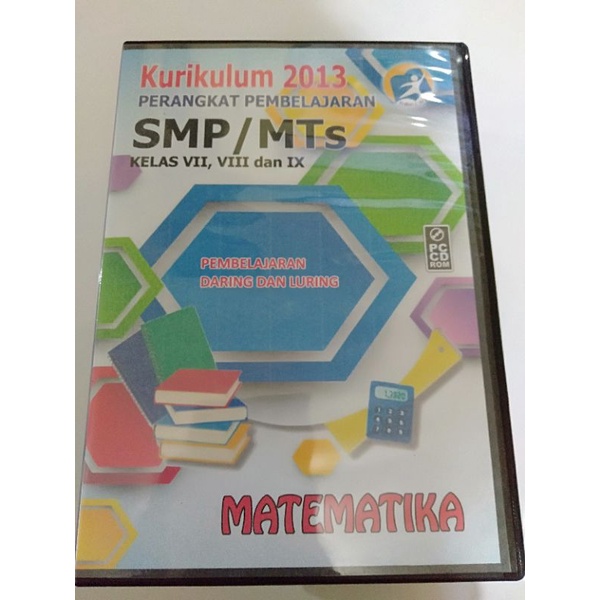 Kurikulum 2013
PERANGKAT PEMBELAJARAN
SMP/MTs
KELAS VII, VIII dan IX
PEMBELAJARAN
DARING DAN LURING
PC
CD
ROM
MATEMATIKA